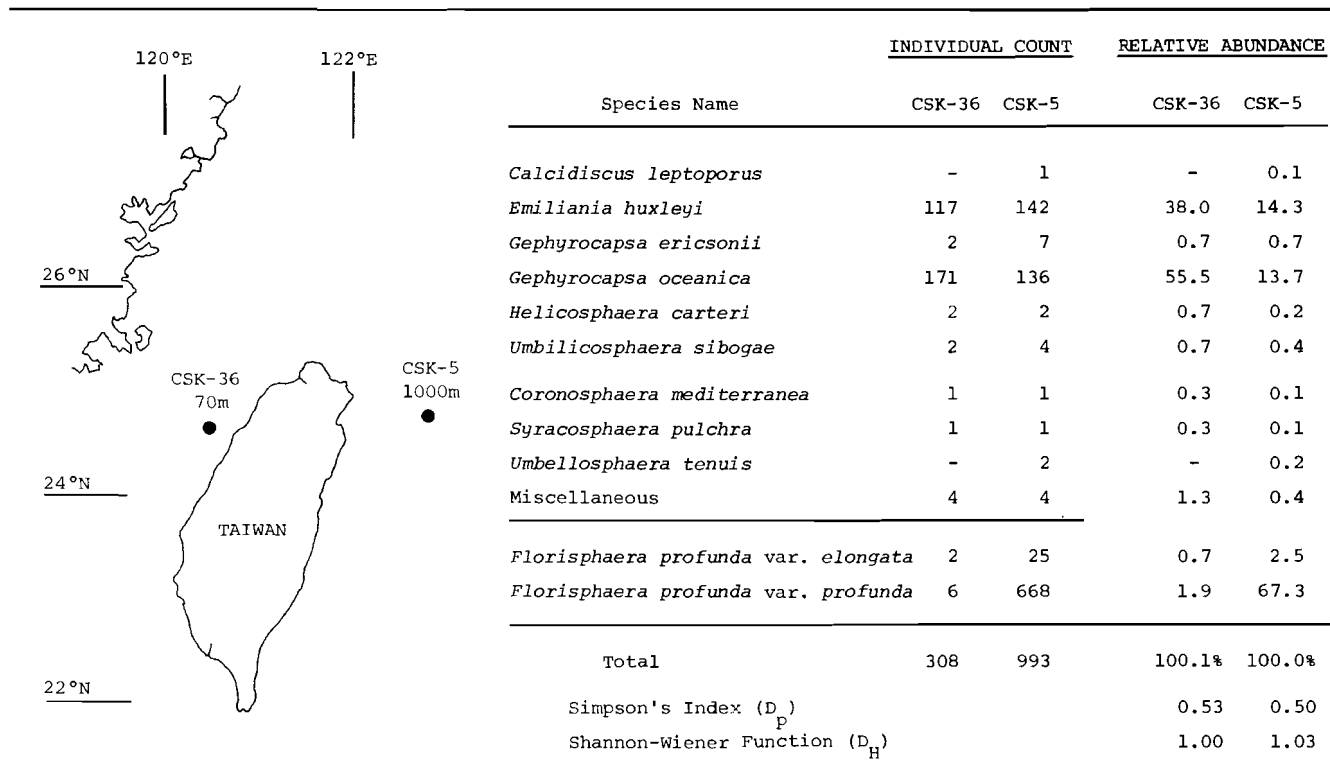 120°E 122°E
26°N
CSK-36
70m
CSK-5
1000m
24°N
TAIWAN
22°N
INDIVIDUAL COUNT RELATIVE ABUNDANCE
Species Name CSK-36 CSK-5 CSK-36 CSK-5
Calcidiscus leptoporus - 1 - 0.1
Emiliania huxleyi 117 142 38.0 14.3
Gephyrocapsa ericsonii 2 7 0.7 0.7
Gephyrocapsa oceanica 171 136 55.5 13.7
Helicosphaera carteri 2 2 0.7 0.2
Umbilicosphaera sibogae 2 4 0.7 0.4
Coronosphaera mediterranea 1 1 0.3 0.1
Syracosphaera pulchra 1 1 0.3 0.1
Umbellosphaera tenuis - 2 - 0.2
Miscellaneous 4 4 1.3 0.4
Florisphaera profunda var. elongata 2 25 0.7 2.5
Florisphaera profunda var. profunda 6 668 1.9 67.3
Total 308 993 100.1% 100.0%
Simpson's Index (Dp) 0.53 0.50
Shannon-Wiener Function (DH) 1.00 1.03